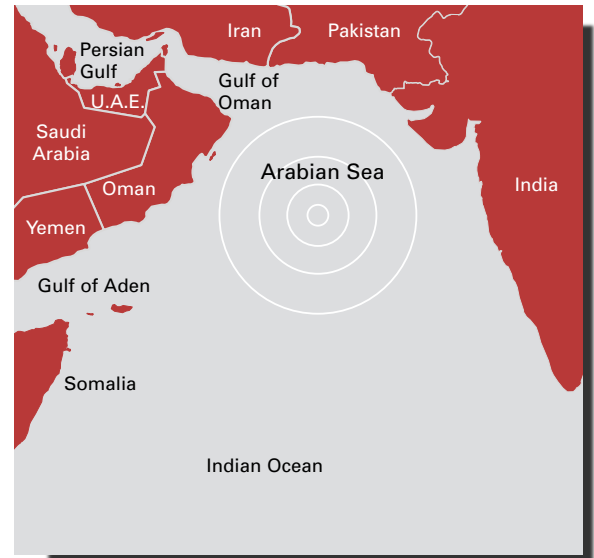 Iran
Pakistan
Persian
Gulf
Gulf of
Oman
U.A.E.
Saudi
Arabia
Arabian Sea
Oman
India
Yemen
Gulf of Aden
Somalia
Indian Ocean